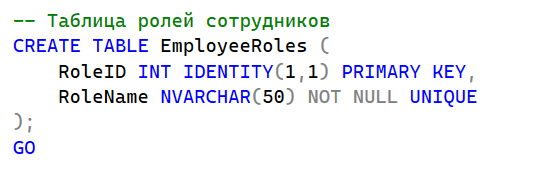 -- Таблица ролей сотрудников
CREATE TABLE EmployeeRoles (
    RoleID INT IDENTITY(1,1) PRIMARY KEY,
    RoleName NVARCHAR(50) NOT NULL UNIQUE
);
GO